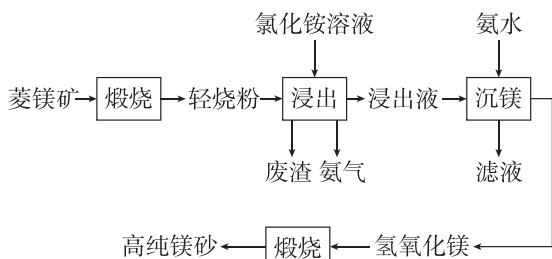 氯化铵溶液 氨水
菱镁矿 煅烧 轻烧粉 浸出 浸出液 沉镁
废渣 氨气 滤液
高纯镁砂 煅烧 氢氧化镁